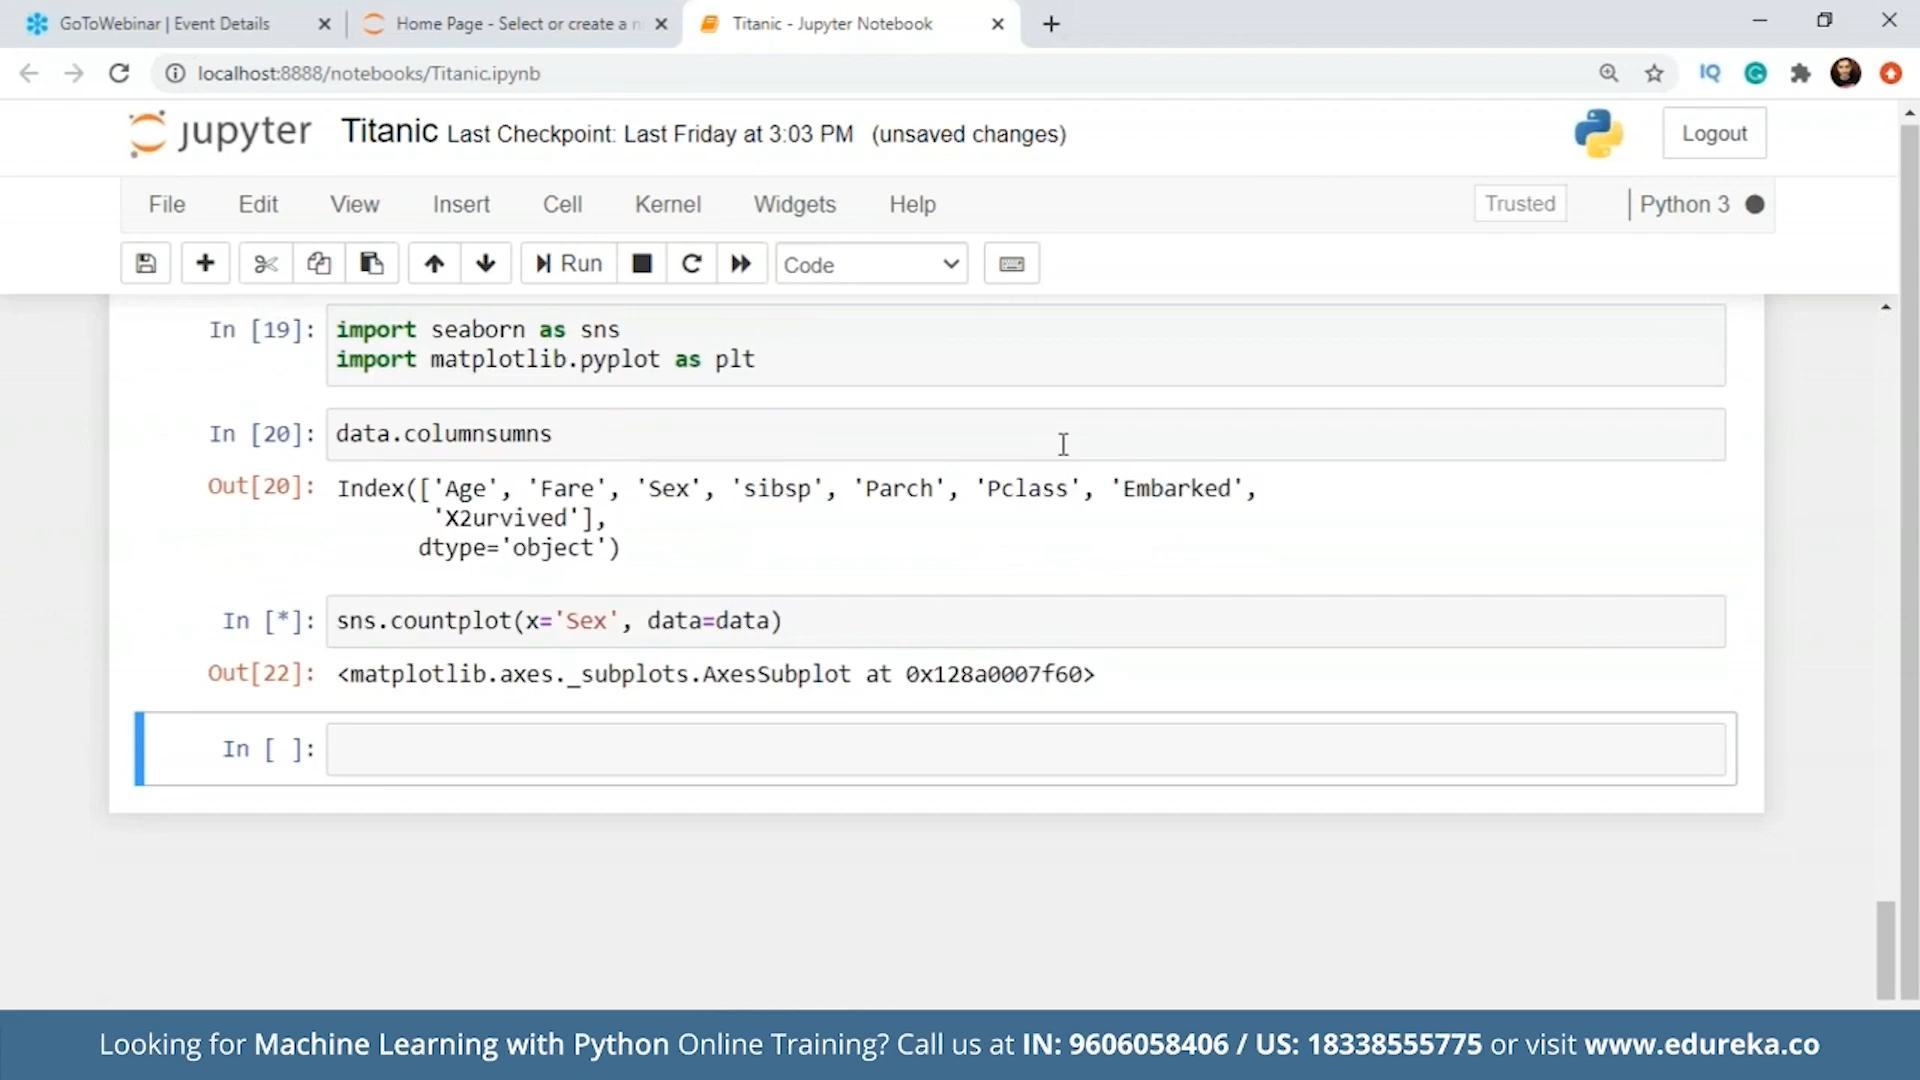 GoToWebinar | Event Details
Home Page - Select or create a n
Titanic - Jupyter Notebook
localhost:8888/notebooks/Titanic.ipynb
IQ
jupyter Titanic Last Checkpoint: Last Friday at 3:03 PM (unsaved changes)
Logout
File Edit View Insert Cell Kernel Widgets Help
Trusted
Python 3
Run
Code
In [19]: import seaborn as sns
import matplotlib.pyplot as plt
In [20]: data.columnsumns
Out[20]: Index(['Age', 'Fare', 'Sex', 'sibsp', 'Parch', 'Pclass', 'Embarked',
'X2urvived'],
dtype='object')
In [*]: sns.countplot(x='Sex', data=data)
Out[22]: <matplotlib.axes._subplots.AxesSubplot at 0x128a0007f60>
In [ ]:
Looking for Machine Learning with Python Online Training? Call us at IN: 9606058406 / US: 18338555775 or visit www.edureka.co